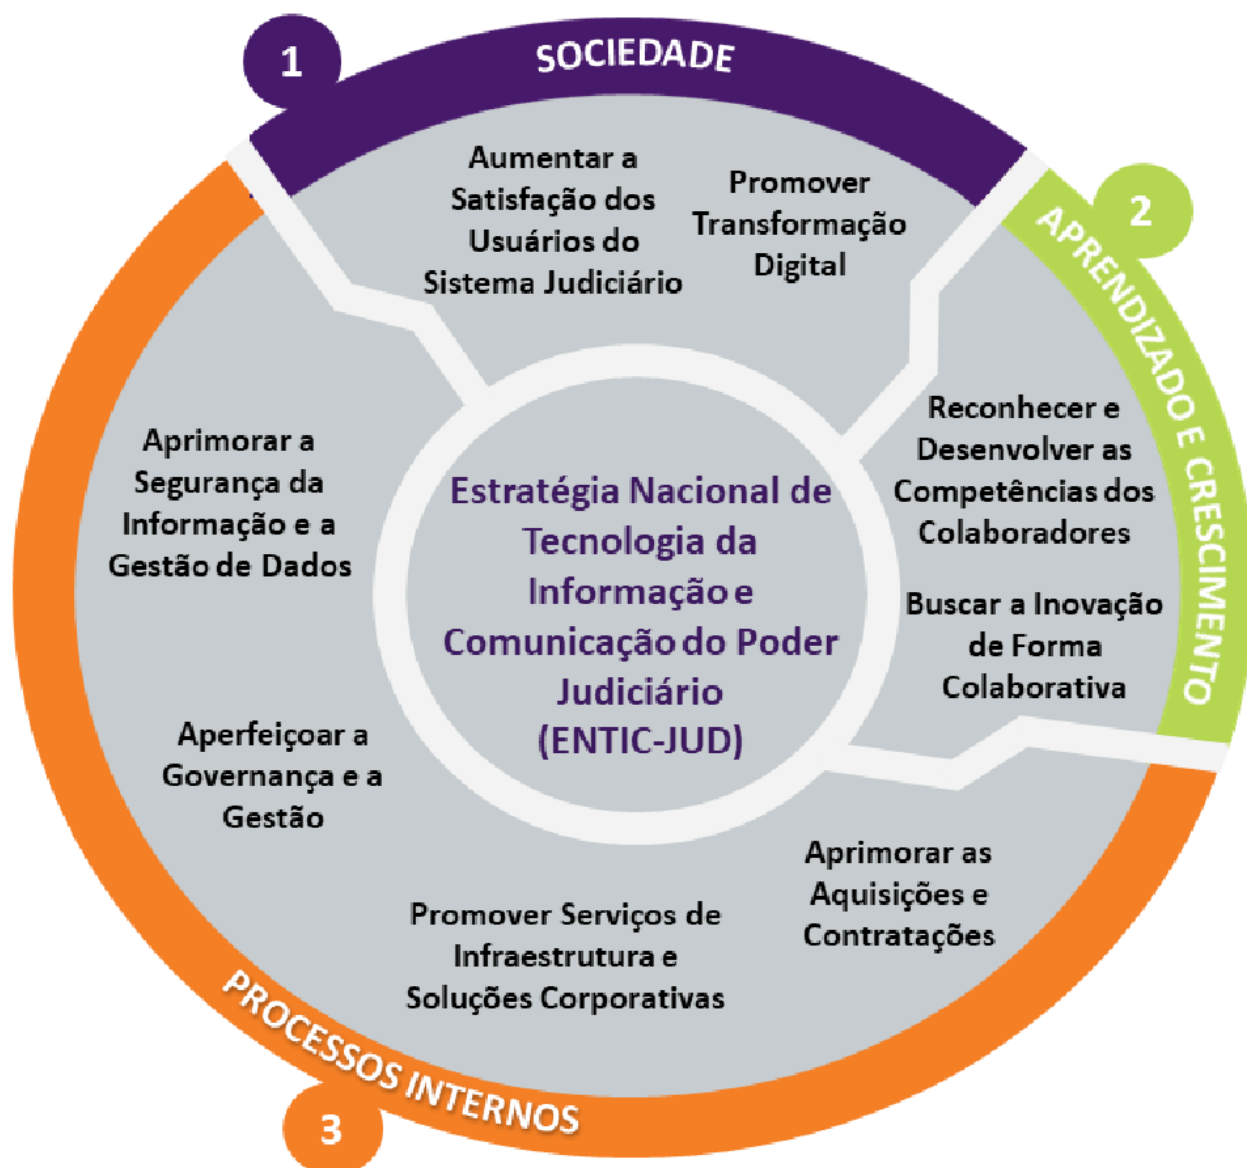 1
SOCIEDADE
Aumentar a
Satisfação dos
Usuários do
Sistema Judiciário
Promover
Transformação
Digital
2
APRENDIZADO E CRESCIMENTO
Reconhecer e
Desenvolver as
Competências dos
Colaboradores
Buscar a Inovação
de Forma
Colaborativa
Estratégia Nacional de
Tecnologia da
Informação e
Comunicação do Poder
Judiciário
(ENTIC-JUD)
Aprimorar a
Segurança da
Informação e a
Gestão de Dados
Aperfeiçoar a
Governança e a
Gestão
Promover Serviços de
Infraestrutura e
Soluções Corporativas
Aprimorar as
Aquisições e
Contratações
PROCESSOS INTERNOS
3